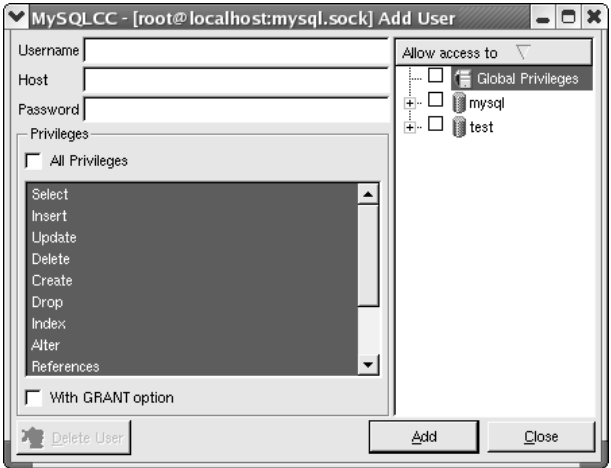 MySQLCC - [root@localhost:mysql.sock] Add User
Username
Host
Password
Privileges
All Privileges
Select
Insert
Update
Delete
Create
Drop
Index
Alter
References
With GRANT option
Delete User
Allow access to
Global Privileges
mysql
test
Add
Close